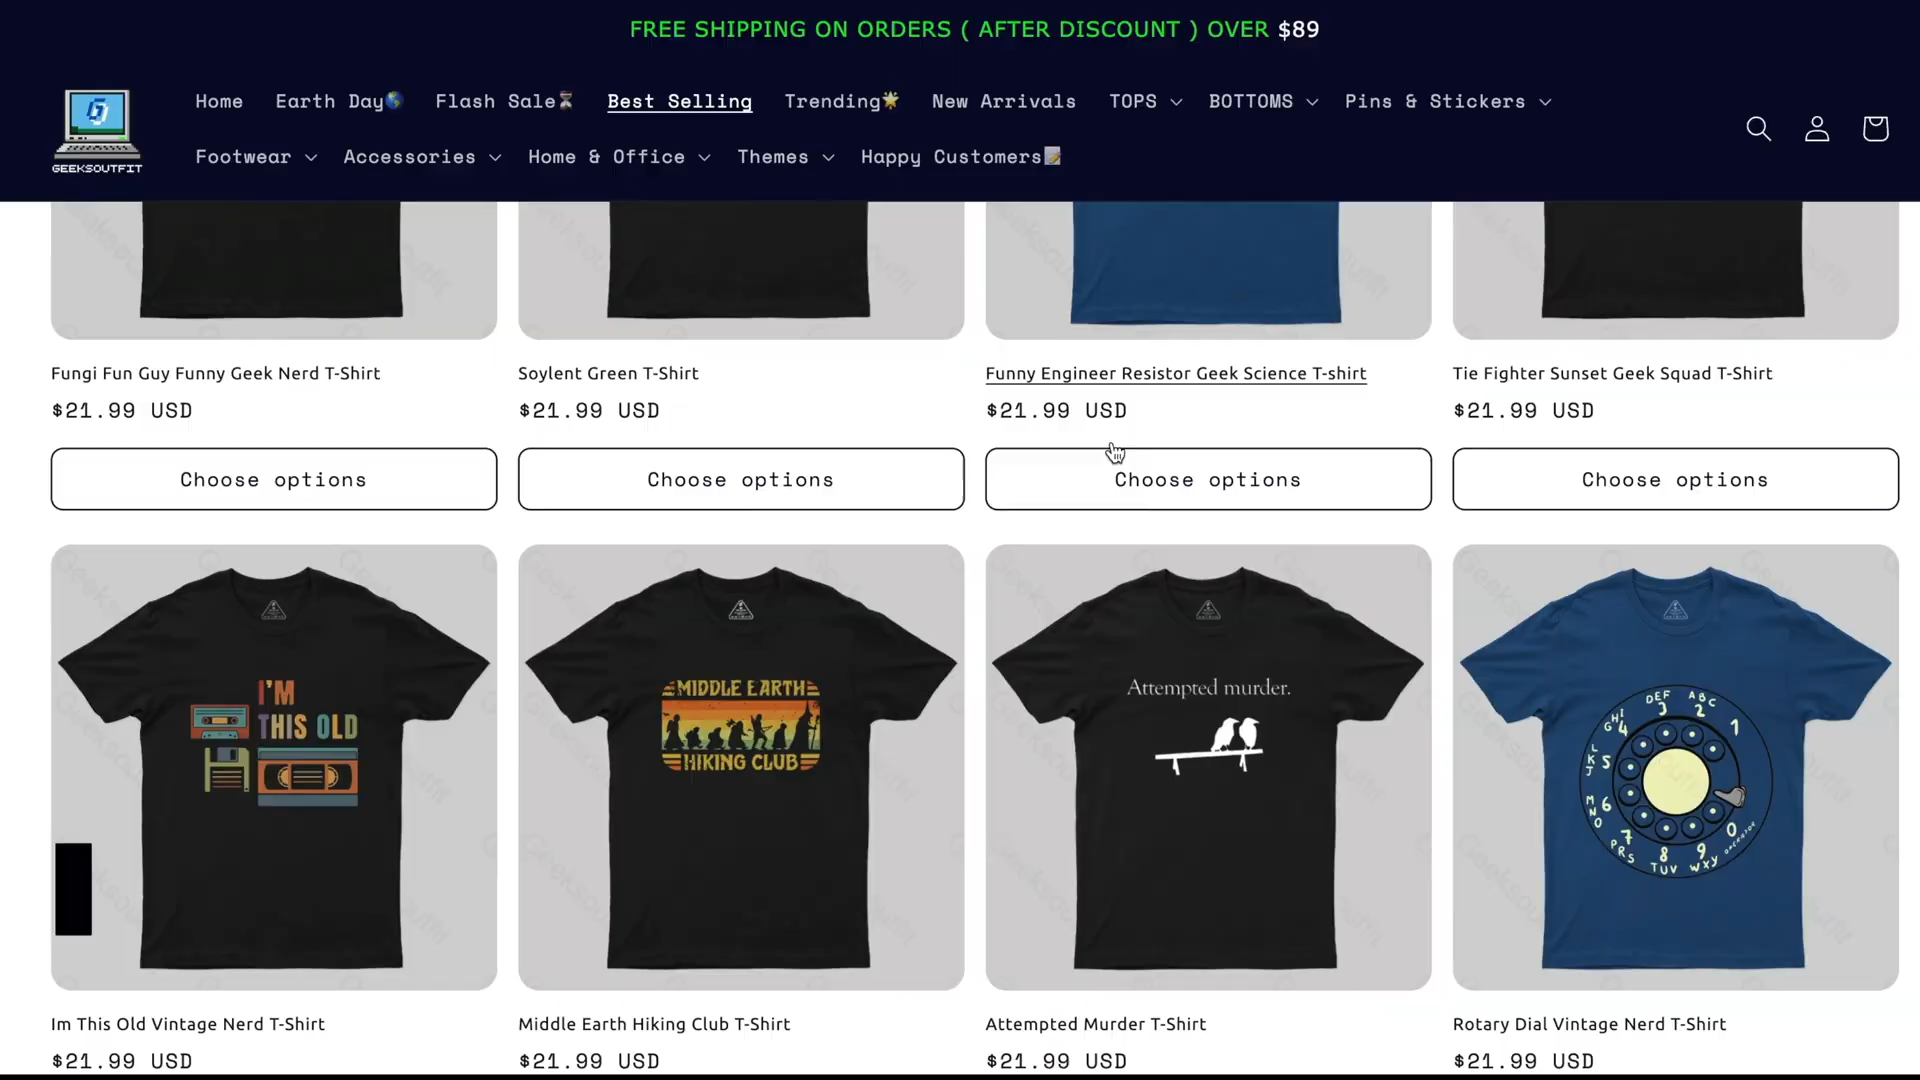 FREE SHIPPING ON ORDERS ( AFTER DISCOUNT ) OVER $89
Home Earth Day Flash Sale Best Selling Trending New Arrivals TOPS BOTTOMS Pins & Stickers
Footwear Accessories Home & Office Themes Happy Customers
GEEKSOUTFIT
Fungi Fun Guy Funny Geek Nerd T-Shirt
$21.99 USD
Choose options
Soylent Green T-Shirt
$21.99 USD
Choose options
Funny Engineer Resistor Geek Science T-shirt
$21.99 USD
Choose options
Tie Fighter Sunset Geek Squad T-Shirt
$21.99 USD
Choose options
I'M
THIS OLD
Im This Old Vintage Nerd T-Shirt
$21.99 USD
MIDDLE EARTH
HIKING CLUB
Middle Earth Hiking Club T-Shirt
$21.99 USD
Attempted murder.
Attempted Murder T-Shirt
$21.99 USD
1
ABC 2
DEF 3
GHI 4
JKL 5
MNO 6
PRS 7
TUV 8
WXY 9
OPERATOR 0
Rotary Dial Vintage Nerd T-Shirt
$21.99 USD